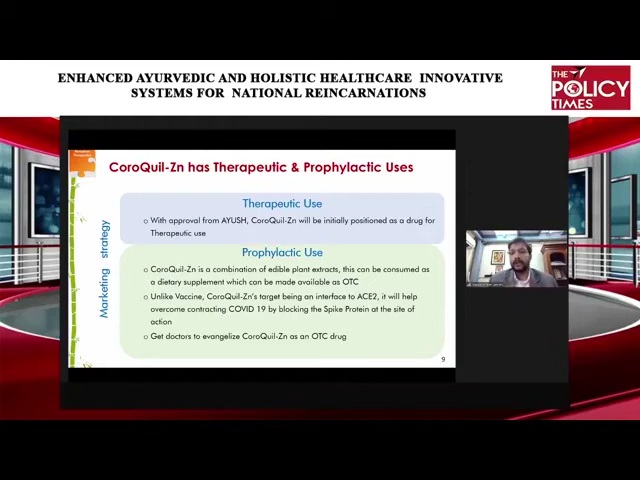 ENHANCED AYURVEDIC AND HOLISTIC HEALTHCARE INNOVATIVE
SYSTEMS FOR NATIONAL REINCARNATIONS
THE
POLICY
TIMES
CoroQuil-Zn has Therapeutic & Prophylactic Uses
Marketing strategy
Therapeutic Use
o With approval from AYUSH, CoroQuil-Zn will be initially positioned as a drug for
Therapeutic use
Prophylactic Use
o CoroQuil-Zn is a combination of edible plant extracts, this can be consumed as
a dietary supplement which can be made available as OTC
o Unlike Vaccine, CoroQuil-Zn's target being an interface to ACE2, it will help
overcome contracting COVID 19 by blocking the Spike Protein at the site of
action
o Get doctors to evangelize CoroQuil-Zn as an OTC drug
9